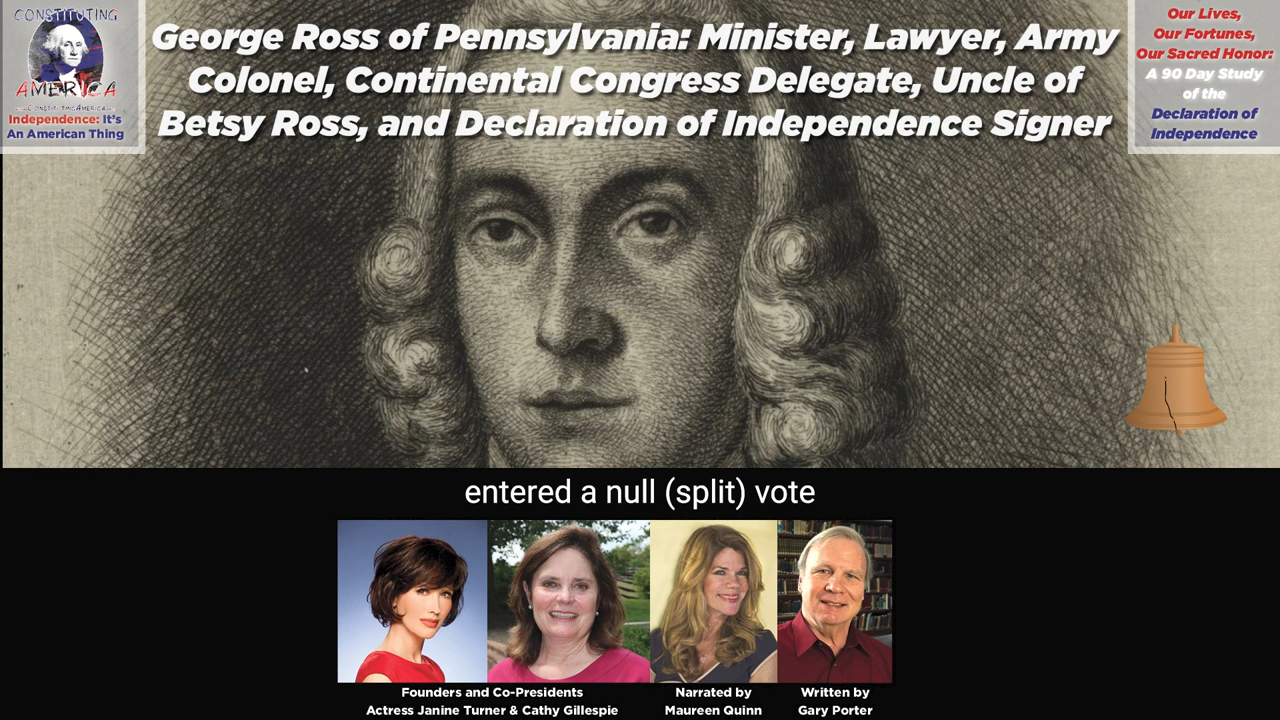 CONSTITUTING
AMERICA
Independence: It's
An American Thing
George Ross of Pennsylvania: Minister, Lawyer, Army
Colonel, Continental Congress Delegate, Uncle of
Betsy Ross, and Declaration of Independence Signer
Our Lives,
Our Fortunes,
Our Sacred Honor:
A 90 Day Study
of the
Declaration of
Independence
entered a null (split) vote
Founders and Co-Presidents
Actress Janine Turner & Cathy Gillespie
Narrated by
Maureen Quinn
Written by
Gary Porter